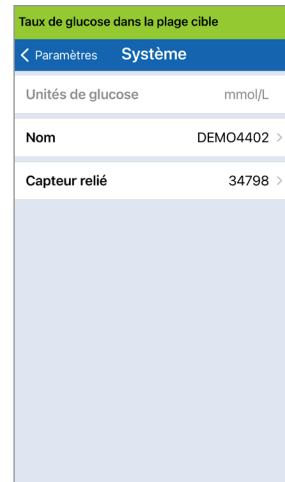 Taux de glucose dans la plage cible
Paramètres Système
Unités de glucose mmol/L
Nom DEMO4402
Capteur relié 34798